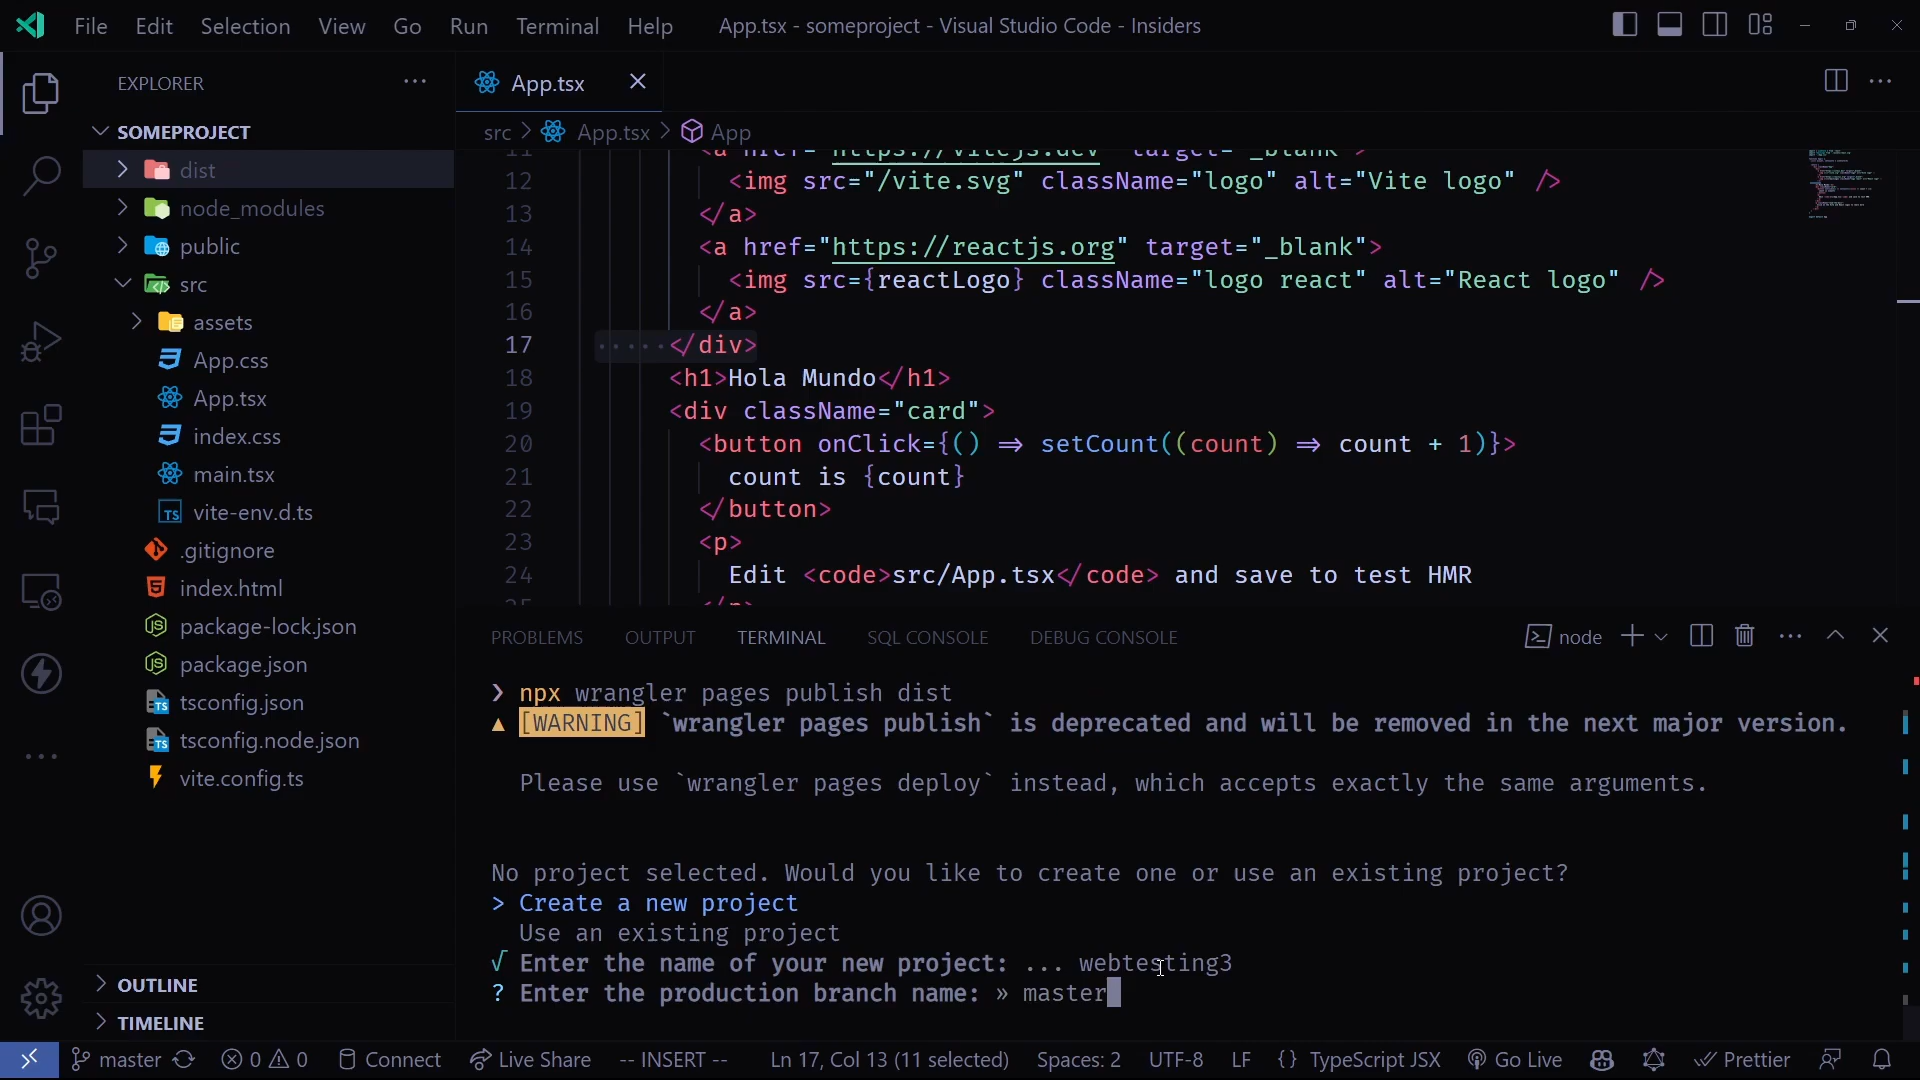 File Edit Selection View Go Run Terminal Help App.tsx - someproject - Visual Studio Code - Insiders
EXPLORER
SOMEPROJECT
dist
node_modules
public
src
assets
App.css
App.tsx
index.css
main.tsx
TS vite-env.d.ts
.gitignore
index.html
package-lock.json
package.json
tsconfig.json
tsconfig.node.json
vite.config.ts
OUTLINE
TIMELINE
App.tsx
src > App.tsx > App
11 <a href="https://vitejs.dev" target="_blank">
12 <img src="/vite.svg" className="logo" alt="Vite logo" />
13 </a>
14 <a href="https://reactjs.org" target="_blank">
15 <img src={reactLogo} className="logo react" alt="React logo" />
16 </a>
17 </div>
18 <h1>Hola Mundo</h1>
19 <div className="card">
20 <button onClick={() => setCount((count) => count + 1)}>
21 count is {count}
22 </button>
23 <p>
24 Edit <code>src/App.tsx</code> and save to test HMR
25 </p>
PROBLEMS OUTPUT TERMINAL SQL CONSOLE DEBUG CONSOLE node
❯ npx wrangler pages publish dist
▲ [WARNING] `wrangler pages publish` is deprecated and will be removed in the next major version.
Please use `wrangler pages deploy` instead, which accepts exactly the same arguments.
No project selected. Would you like to create one or use an existing project?
> Create a new project
Use an existing project
√ Enter the name of your new project: ... webtesting3
? Enter the production branch name: » master
master 0 0 Connect Live Share -- INSERT -- Ln 17, Col 13 (11 selected) Spaces: 2 UTF-8 LF {} TypeScript JSX Go Live Prettier